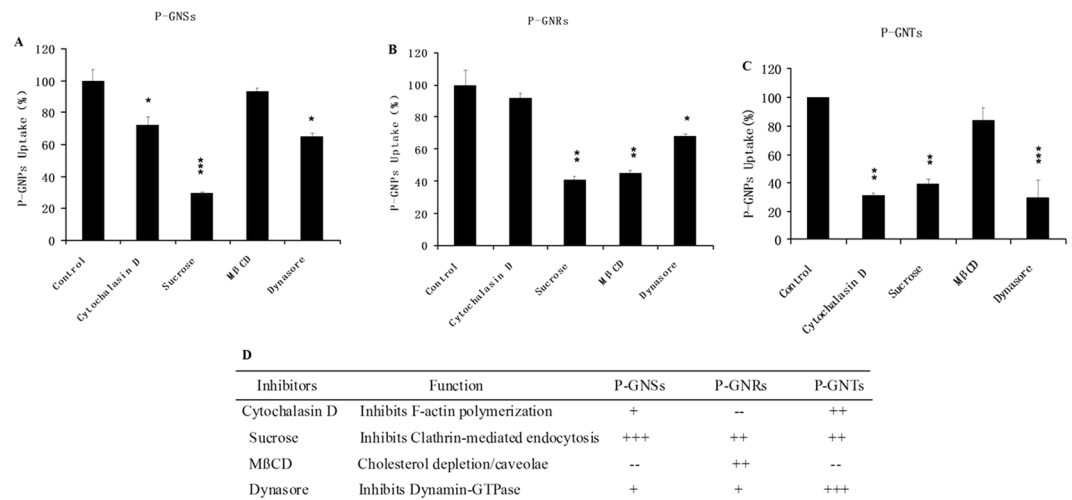 P-GNSs
A
P-GNPs Uptake (%)
120
100
80
60
40
20
0
*
***
*
Control
Cytochalasin D
Sucrose
MβCD
Dynasore
P-GNRs
B
P-GNPs Uptake (%)
120
100
80
60
40
20
0
**
**
*
Control
Cytochalasin D
Sucrose
MβCD
Dynasore
P-GNTs
C
P-GNPs Uptake (%)
120
100
80
60
40
20
0
**
**
***
Control
Cytochalasin D
Sucrose
MβCD
Dynasore
D
Inhibitors Function P-GNSs P-GNRs P-GNTs
Cytochalasin D Inhibits F-actin polymerization + -- ++
Sucrose Inhibits Clathrin-mediated endocytosis +++ ++ ++
MßCD Cholesterol depletion/caveolae -- ++ --
Dynasore Inhibits Dynamin-GTPase + + +++